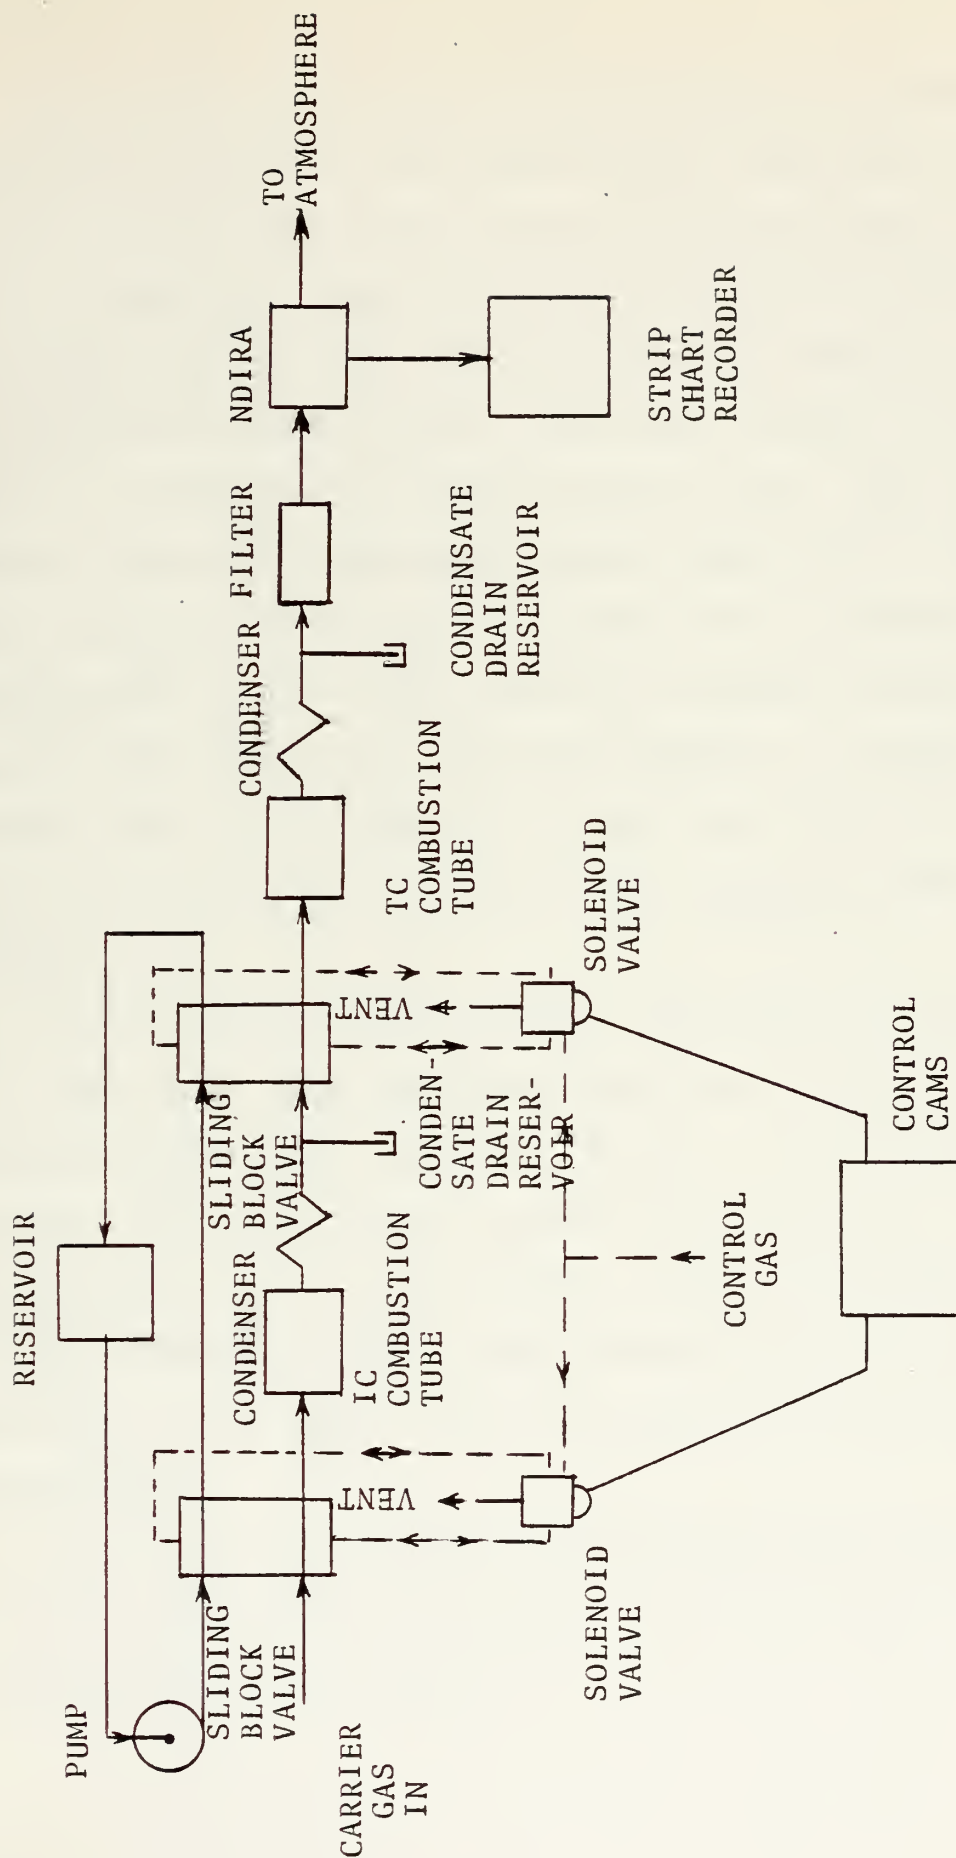 PUMP
RESERVOIR
SLIDING
BLOCK
VALVE
CARRIER
GAS
IN
VENT
CONDENSER
IC
COMBUSTION
TUBE
SLIDING
BLOCK
VALVE
CONDEN-
SATE
DRAIN
RESER-
VOIR
VENT
CONDENSER
TC
COMBUSTION
TUBE
FILTER
CONDENSATE
DRAIN
RESERVOIR
NDIRA
TO
ATMOSPHERE
STRIP
CHART
RECORDER
SOLENOID
VALVE
CONTROL
GAS
SOLENOID
VALVE
CONTROL
CAMS